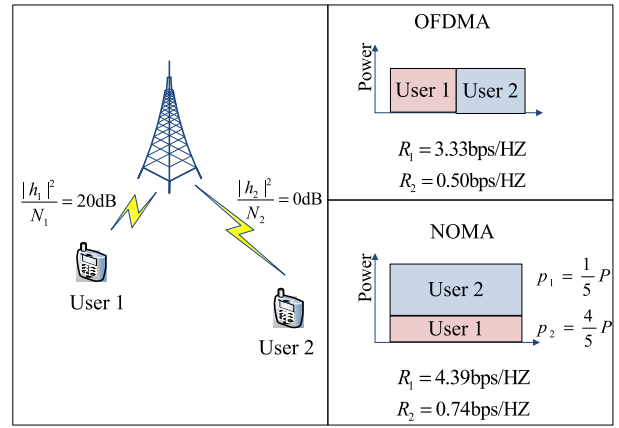 |h₁|²/N₁ = 20dB
User 1
|h₂|²/N₂ = 0dB
User 2
OFDMA
Power
User 1 User 2
R₁ = 3.33bps/HZ
R₂ = 0.50bps/HZ
NOMA
Power
User 2
User 1
p₁ = 1/5 P
p₂ = 4/5 P
R₁ = 4.39bps/HZ
R₂ = 0.74bps/HZ